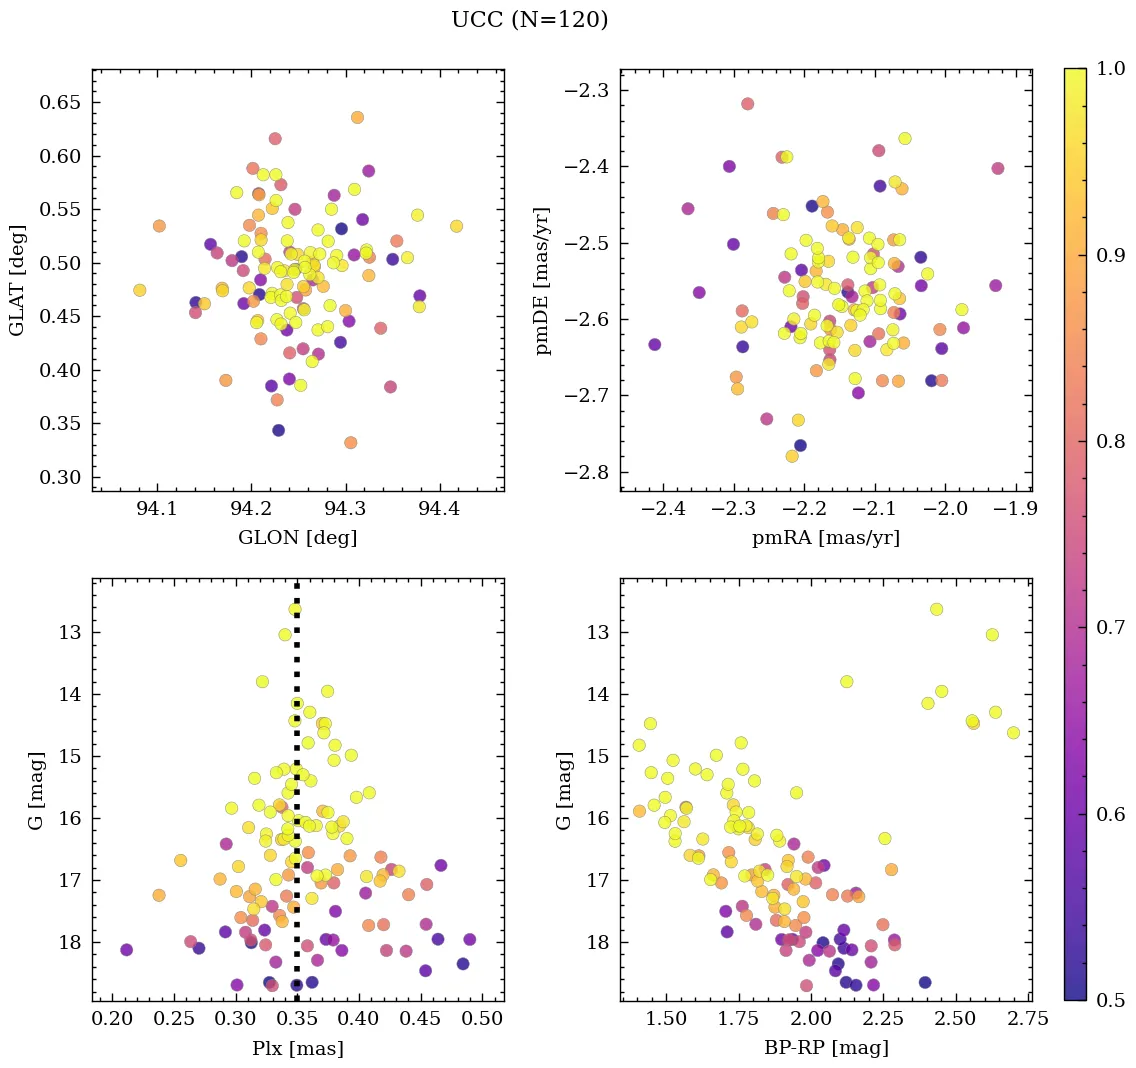 UCC (N=120)
0.65
0.60
0.55
0.50
0.45
0.40
0.35
0.30
GLAT [deg]
94.1 94.2 94.3 94.4
GLON [deg]
−2.3
−2.4
−2.5
−2.6
−2.7
−2.8
pmDE [mas/yr]
−2.4 −2.3 −2.2 −2.1 −2.0 −1.9
pmRA [mas/yr]
13
14
15
16
17
18
G [mag]
0.20 0.25 0.30 0.35 0.40 0.45 0.50
Plx [mas]
13
14
15
16
17
18
G [mag]
1.50 1.75 2.00 2.25 2.50 2.75
BP-RP [mag]
1.0
0.9
0.8
0.7
0.6
0.5